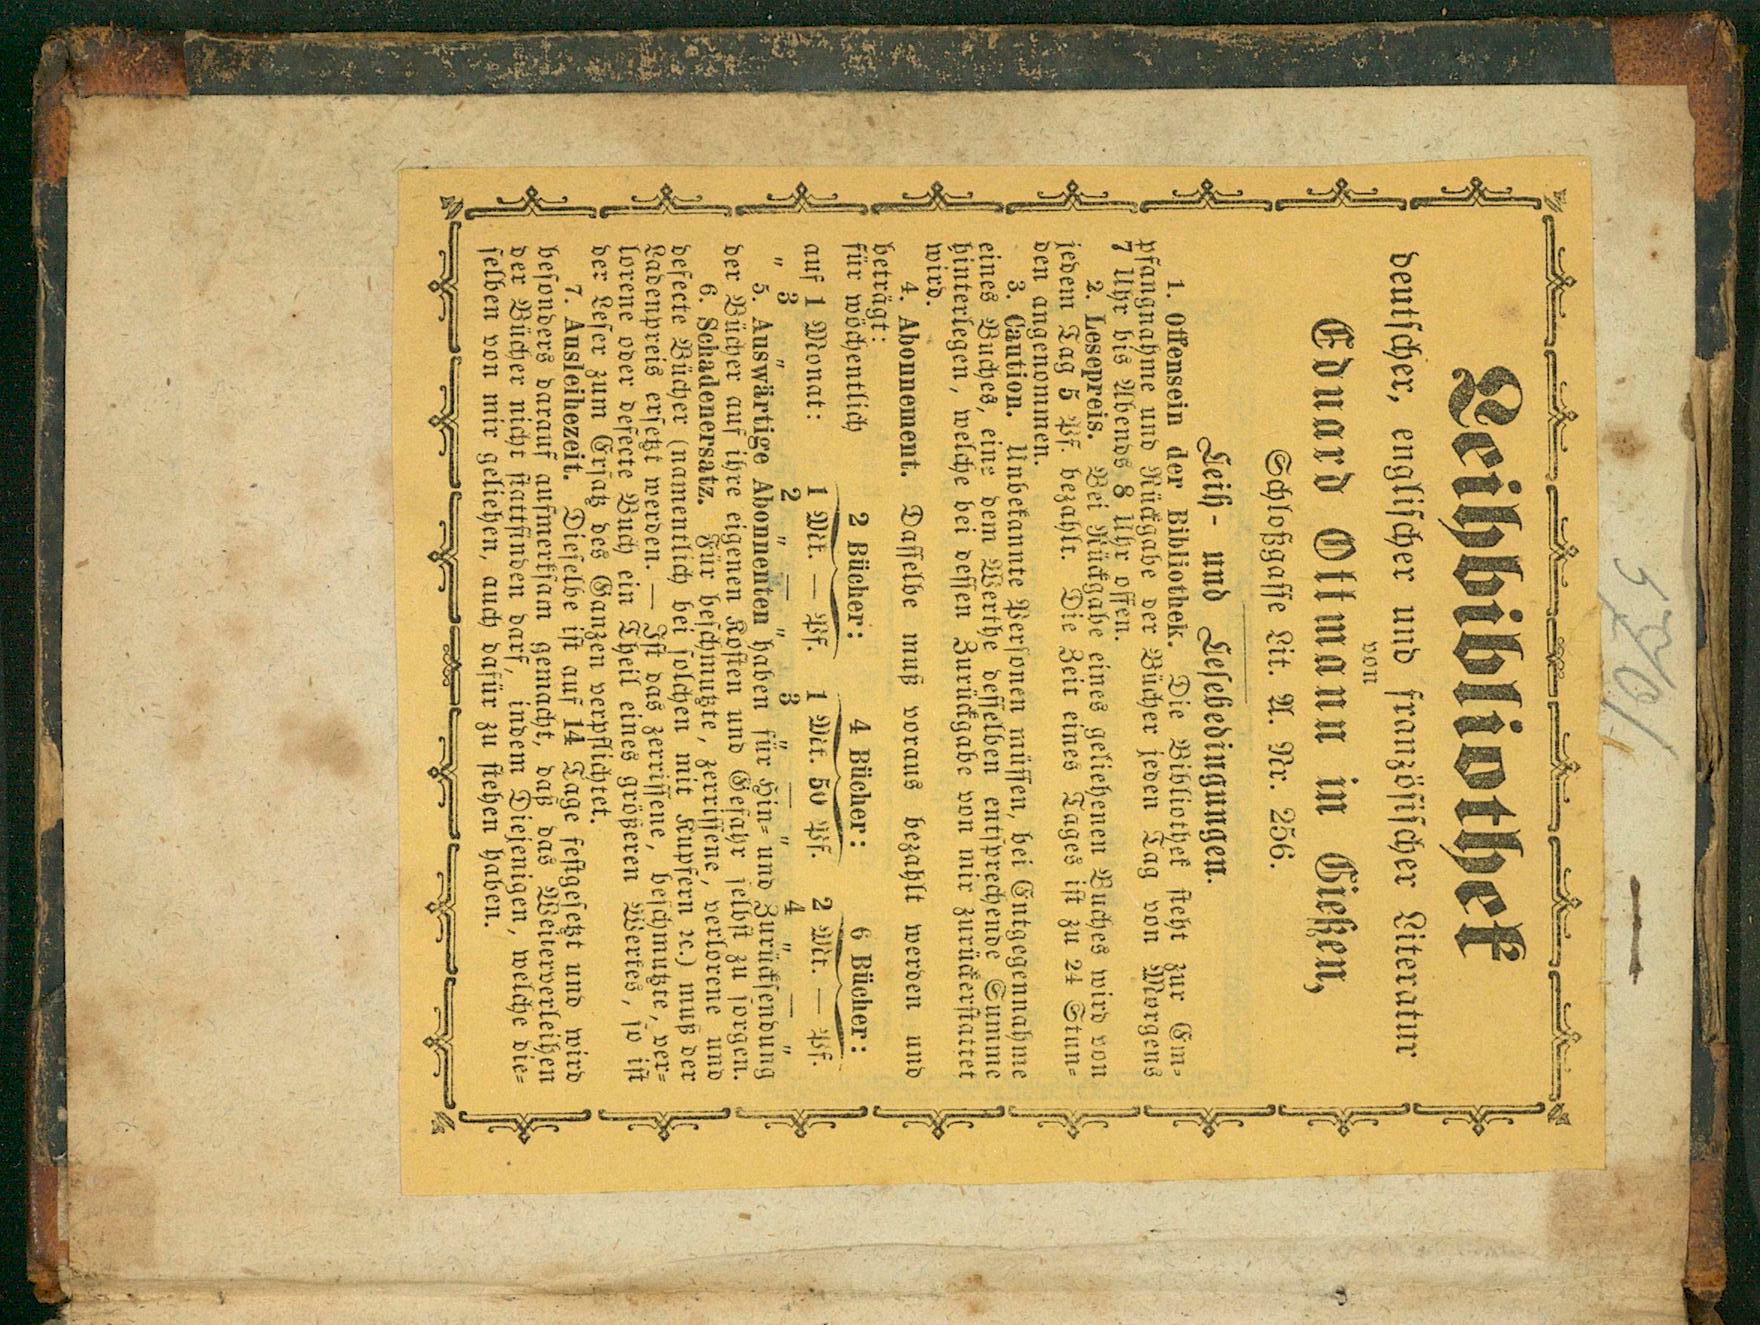 Leihbibliothek
deutscher, englischer und französischer Literatur
von
Eduard Ottmann in Gießen,
Schloßgasse Lit. A. Nr. 256.
Leih- und Lesebedingungen.
1. Offensein der Bibliothek. Die Bibliothek steht zur Em-
pfangnahme und Rückgabe der Bücher jeden Tag von Morgens
7 Uhr bis Abends 8 Uhr offen.
2. Lesepreis. Bei Rückgabe eines geliehenen Buches wird von
jedem Tag 5 Pf. bezahlt. Die Zeit eines Tages ist zu 24 Stun-
den angenommen.
3. Caution. Unbekannte Personen müssen, bei Entgegennahme
eines Buches, eine dem Werthe desselben entsprechende Summe
hinterlegen, welche bei dessen Zurückgabe von mir zurückerstattet
wird.
4. Abonnement. Dasselbe muß voraus bezahlt werden und
beträgt:
für wöchentlich 2 Bücher: 4 Bücher: 6 Bücher:
auf 1 Monat: 1 Mk. — Pf. 1 Mk. 50 Pf. 2 Mk. — Pf.
„ 3 „ 2 „ — „ 3 „ — „ 4 „ — „
5. Auswärtige Abonnenten haben für Hin- und Zurücksendung
der Bücher auf ihre eigenen Kosten und Gefahr selbst zu sorgen.
6. Schadenersatz. Für beschmutzte, zerrissene, verlorene und
defecte Bücher (namentlich bei solchen mit Kupfern ꝛc.) muß der
Ladenpreis ersetzt werden. — Ist das zerrissene, beschmutzte, ver-
lorene oder defecte Buch ein Theil eines größeren Werkes, so ist
der Leser zum Ersatz des Ganzen verpflichtet.
7. Ausleihezeit. Dieselbe ist auf 14 Tage festgesetzt und wird
besonders darauf aufmerksam gemacht, daß das Weiterverleihen
der Bücher nicht stattfinden darf, indem Diejenigen, welche die-
selben von mir geliehen, auch dafür zu stehen haben.